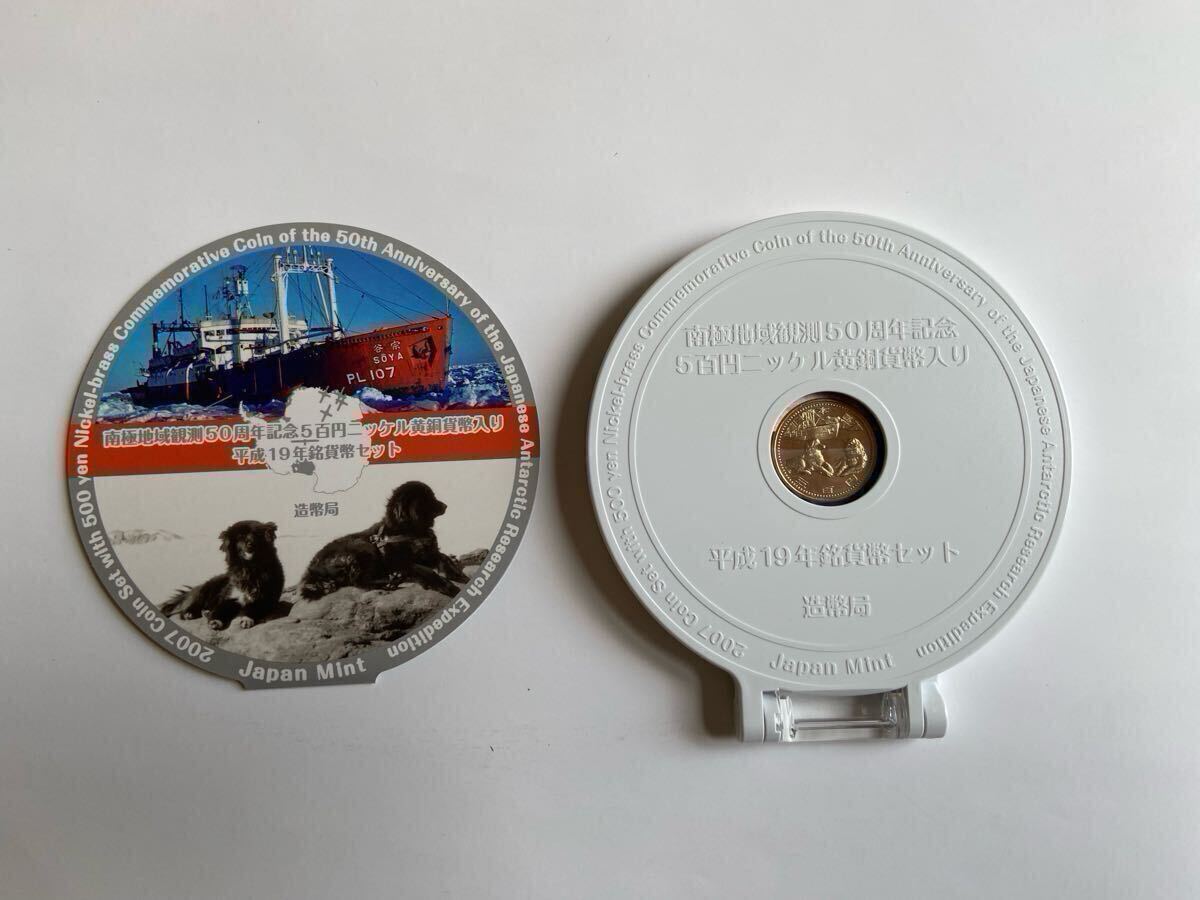 2007 Coin Set with 500 yen Nickel-brass Commemorative Coin of the 50th Anniversary of the Japanese Antarctic Research Expedition
宗谷
SŌYA
PL 107
南極地域観測50周年記念5百円ニッケル黄銅貨幣入り
平成19年銘貨幣セット
造幣局
Japan Mint
2007 Coin Set with 500 yen Nickel-brass Commemorative Coin of the 50th Anniversary of the Japanese Antarctic Research Expedition
南極地域観測50周年記念
5百円ニッケル黄銅貨幣入り
五百円
平成19年銘貨幣セット
造幣局
Japan Mint